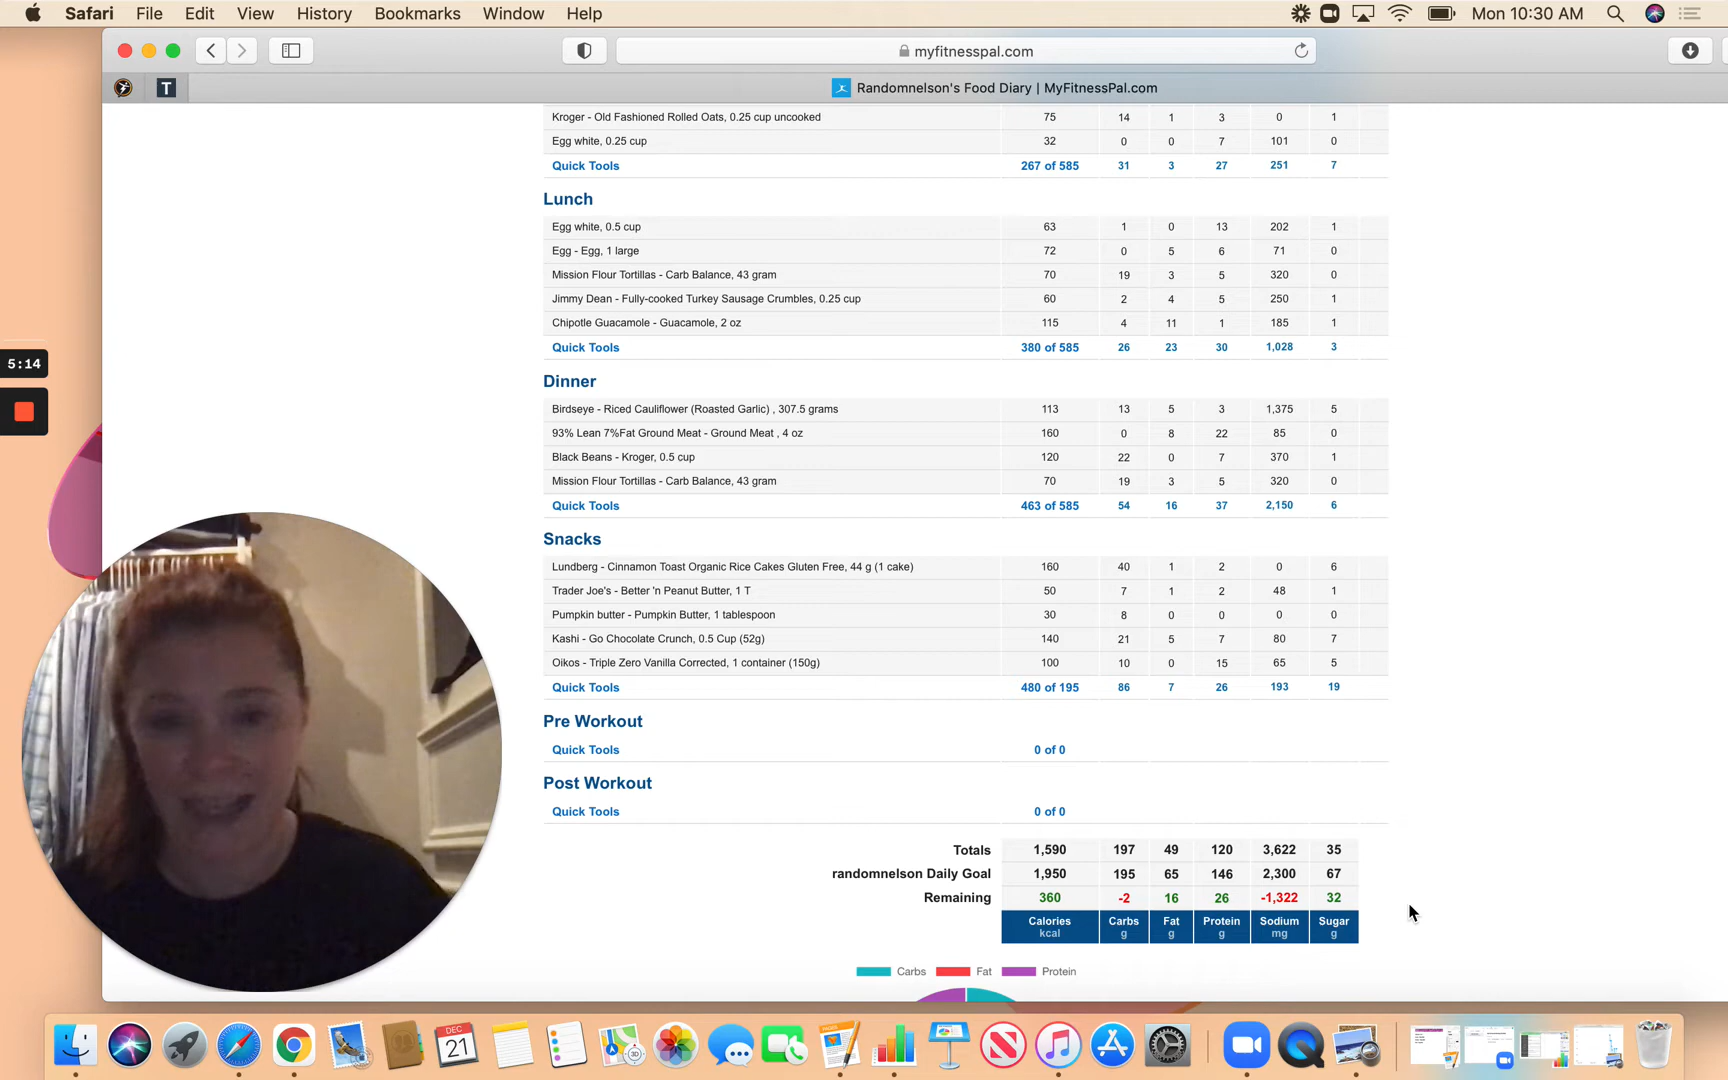 Safari File Edit View History Bookmarks Window Help Mon 10:30 AM
myfitnesspal.com
T Randomnelson's Food Diary | MyFitnessPal.com
Kroger - Old Fashioned Rolled Oats, 0.25 cup uncooked 75 14 1 3 0 1
Egg white, 0.25 cup 32 0 0 7 101 0
Quick Tools 267 of 585 31 3 27 251 7
Lunch
Egg white, 0.5 cup 63 1 0 13 202 1
Egg - Egg, 1 large 72 0 5 6 71 0
Mission Flour Tortillas - Carb Balance, 43 gram 70 19 3 5 320 0
Jimmy Dean - Fully-cooked Turkey Sausage Crumbles, 0.25 cup 60 2 4 5 250 1
Chipotle Guacamole - Guacamole, 2 oz 115 4 11 1 185 1
Quick Tools 380 of 585 26 23 30 1,028 3
5:14
Dinner
Birdseye - Riced Cauliflower (Roasted Garlic) , 307.5 grams 113 13 5 3 1,375 5
93% Lean 7%Fat Ground Meat - Ground Meat , 4 oz 160 0 8 22 85 0
Black Beans - Kroger, 0.5 cup 120 22 0 7 370 1
Mission Flour Tortillas - Carb Balance, 43 gram 70 19 3 5 320 0
Quick Tools 463 of 585 54 16 37 2,150 6
Snacks
Lundberg - Cinnamon Toast Organic Rice Cakes Gluten Free, 44 g (1 cake) 160 40 1 2 0 6
Trader Joe's - Better 'n Peanut Butter, 1 T 50 7 1 2 48 1
Pumpkin butter - Pumpkin Butter, 1 tablespoon 30 8 0 0 0 0
Kashi - Go Chocolate Crunch, 0.5 Cup (52g) 140 21 5 7 80 7
Oikos - Triple Zero Vanilla Corrected, 1 container (150g) 100 10 0 15 65 5
Quick Tools 480 of 195 86 7 26 193 19
Pre Workout
Quick Tools 0 of 0
Post Workout
Quick Tools 0 of 0
Totals 1,590 197 49 120 3,622 35
randomnelson Daily Goal 1,950 195 65 146 2,300 67
Remaining 360 -2 16 26 -1,322 32
Calories Carbs Fat Protein Sodium Sugar
kcal g g g mg g
Carbs Fat Protein
DEC
21